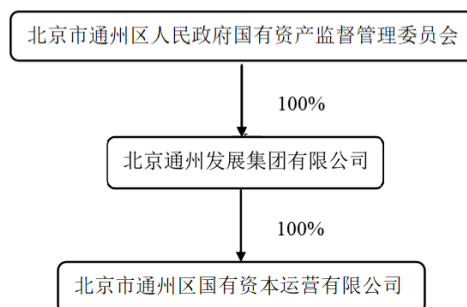 北京市通州区人民政府国有资产监督管理委员会
100%
北京通州发展集团有限公司
100%
北京市通州区国有资本运营有限公司